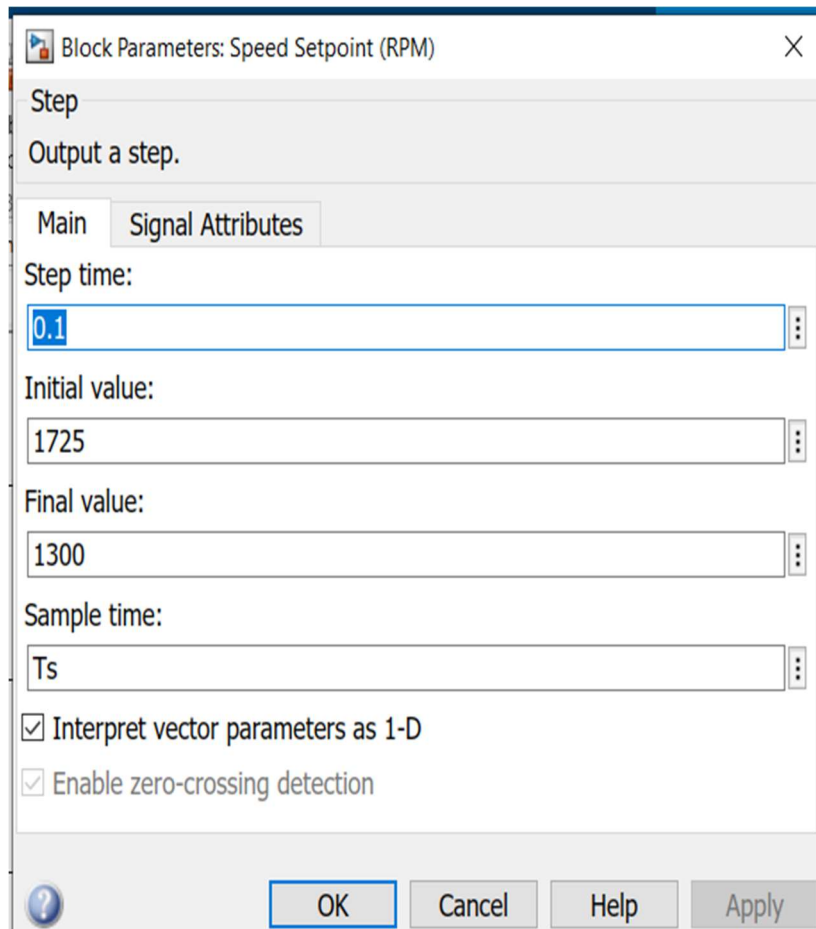 Block Parameters: Speed Setpoint (RPM)
Step
Output a step.
Main
Signal Attributes
Step time:
0.1
Initial value:
1725
Final value:
1300
Sample time:
Ts
Interpret vector parameters as 1-D
Enable zero-crossing detection
OK
Cancel
Help
Apply